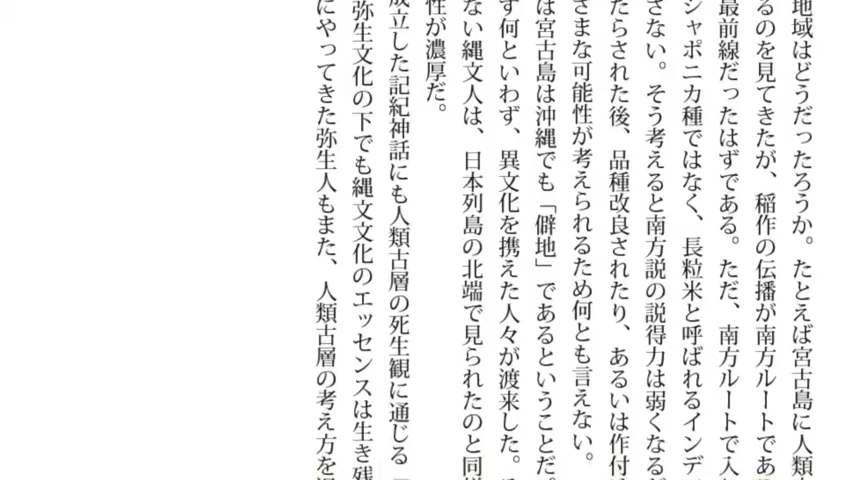 地域はどうだったろうか。たとえば宮古島に人類
るのを見てきたが、稲作の伝播が南方ルートであ
最前線だったはずである。ただ、南方ルートで入
シャポニカ種ではなく、長粒米と呼ばれるインデ
さない。そう考えると南方説の説得力は弱くなる
たらされた後、品種改良されたり、あるいは作付
さまな可能性が考えられるため何とも言えない。
は宮古島は沖縄でも「僻地」であるということだ。
ず何といわず、異文化を携えた人々が渡来した。
ない縄文人は、日本列島の北端で見られたのと同
性が濃厚だ。
成立した記紀神話にも人類古層の死生観に通じる
弥生文化の下でも縄文文化のエッセンスは生き残
にやってきた弥生人もまた、人類古層の考え方を